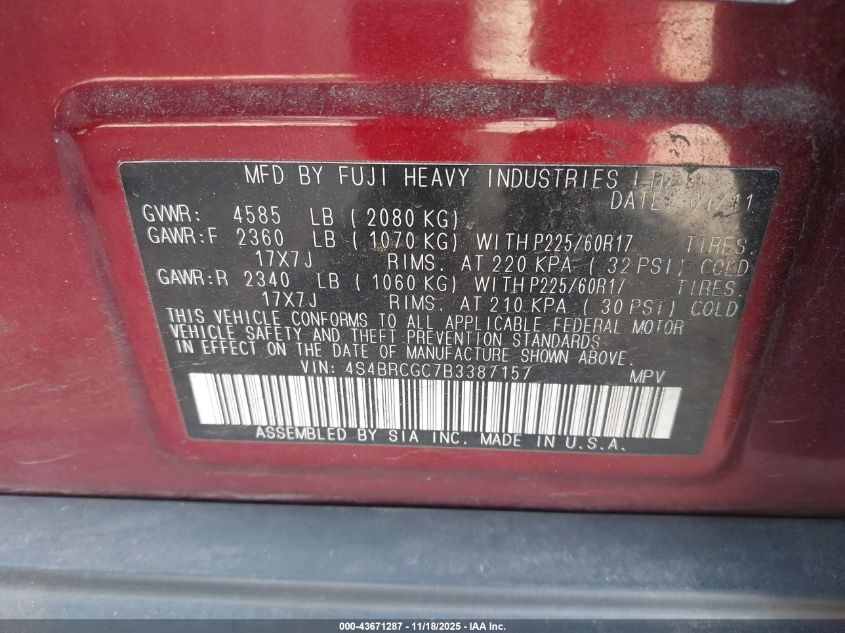 MFD BY FUJI HEAVY INDUSTRIES
DATE: /11
GVWR: 4585 LB ( 2080 KG)
GAWR:F 2360 LB ( 1070 KG) WITH P225/60R17 TIRES.
17X7J RIMS. AT 220 KPA ( 32 PSI) COLD
GAWR:R 2340 LB ( 1060 KG) WITH P225/60R17 TIRES.
17X7J RIMS. AT 210 KPA ( 30 PSI) COLD
THIS VEHICLE CONFORMS TO ALL APPLICABLE FEDERAL MOTOR
VEHICLE SAFETY AND THEFT PREVENTION STANDARDS
IN EFFECT ON THE DATE OF MANUFACTURE SHOWN ABOVE.
VIN: 4S4BRCGC7B3387157 MPV
ASSEMBLED BY SIA INC. MADE IN U.S.A.
000-43671287 - 11/18/2025 - IAA Inc.